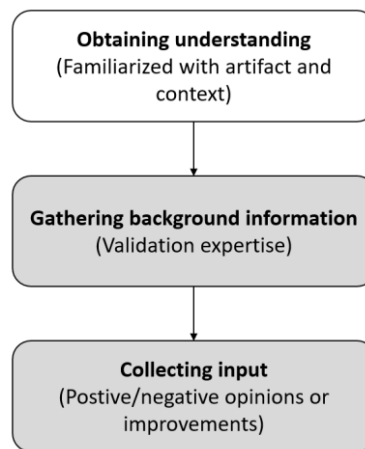 Obtaining understanding
(Familiarized with artifact and
context)
Gathering background information
(Validation expertise)
Collecting input
(Postive/negative opinions or
improvements)